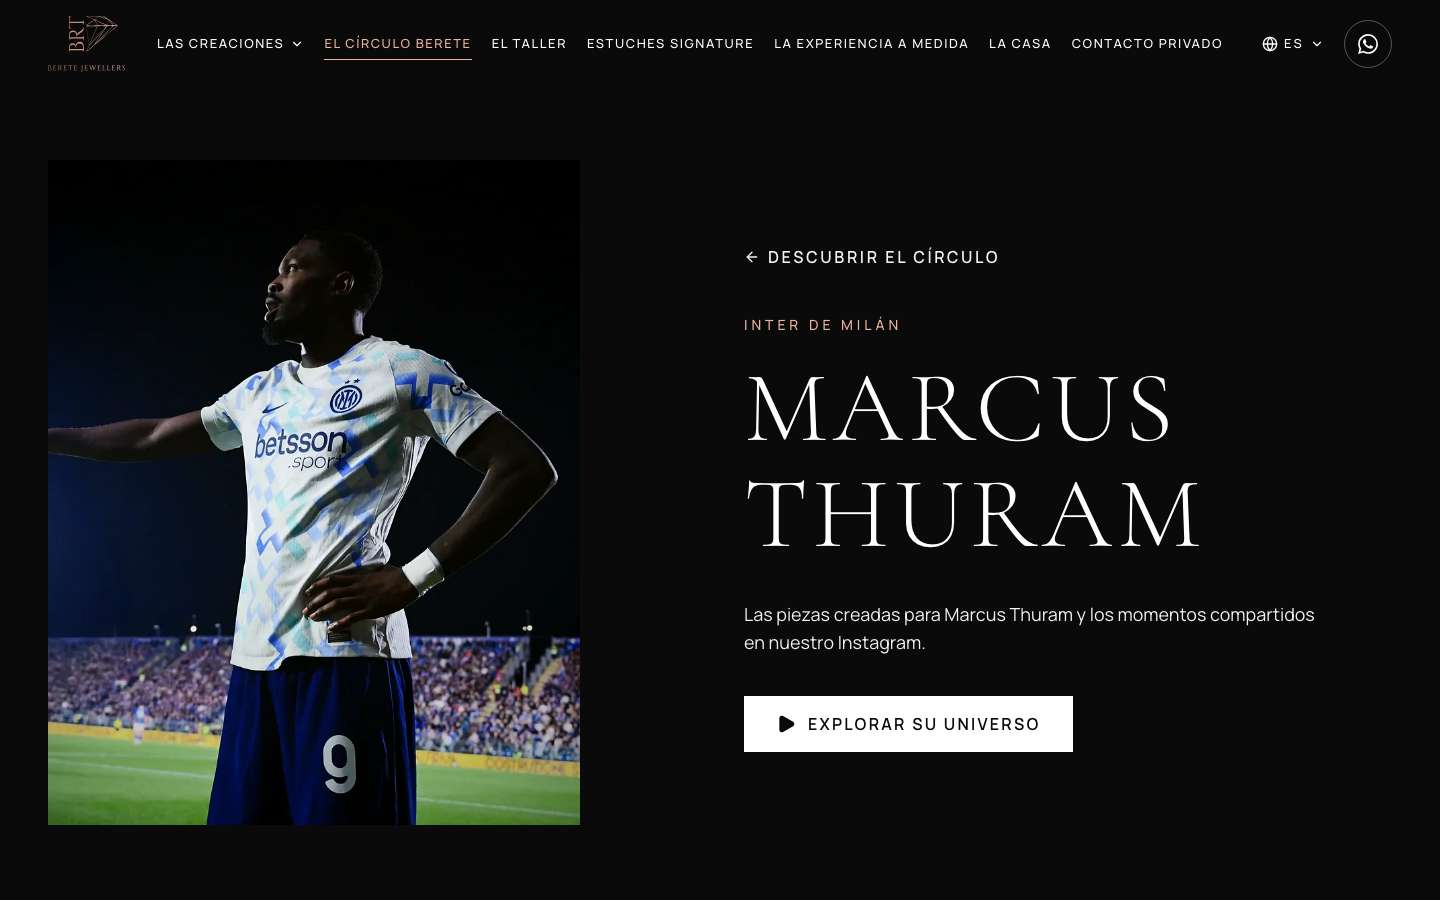 BRT
BERETE JEWELLERS
LAS CREACIONES
EL CÍRCULO BERETE
EL TALLER
ESTUCHES SIGNATURE
LA EXPERIENCIA A MEDIDA
LA CASA
CONTACTO PRIVADO
ES
DESCUBRIR EL CÍRCULO
INTER DE MILÁN
MARCUS
THURAM
Las piezas creadas para Marcus Thuram y los momentos compartidos
en nuestro Instagram.
EXPLORAR SU UNIVERSO
betsson
.sport
9